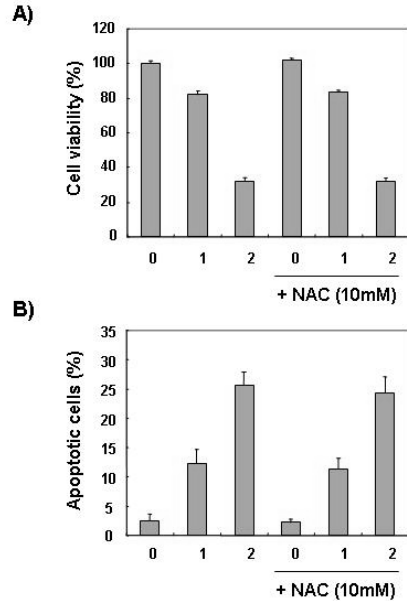 A)
Cell viability (%)
120
100
80
60
40
20
0
0 1 2 0 1 2
+ NAC (10mM)
B)
Apoptotic cells (%)
35
30
25
20
15
10
5
0
0 1 2 0 1 2
+ NAC (10mM)